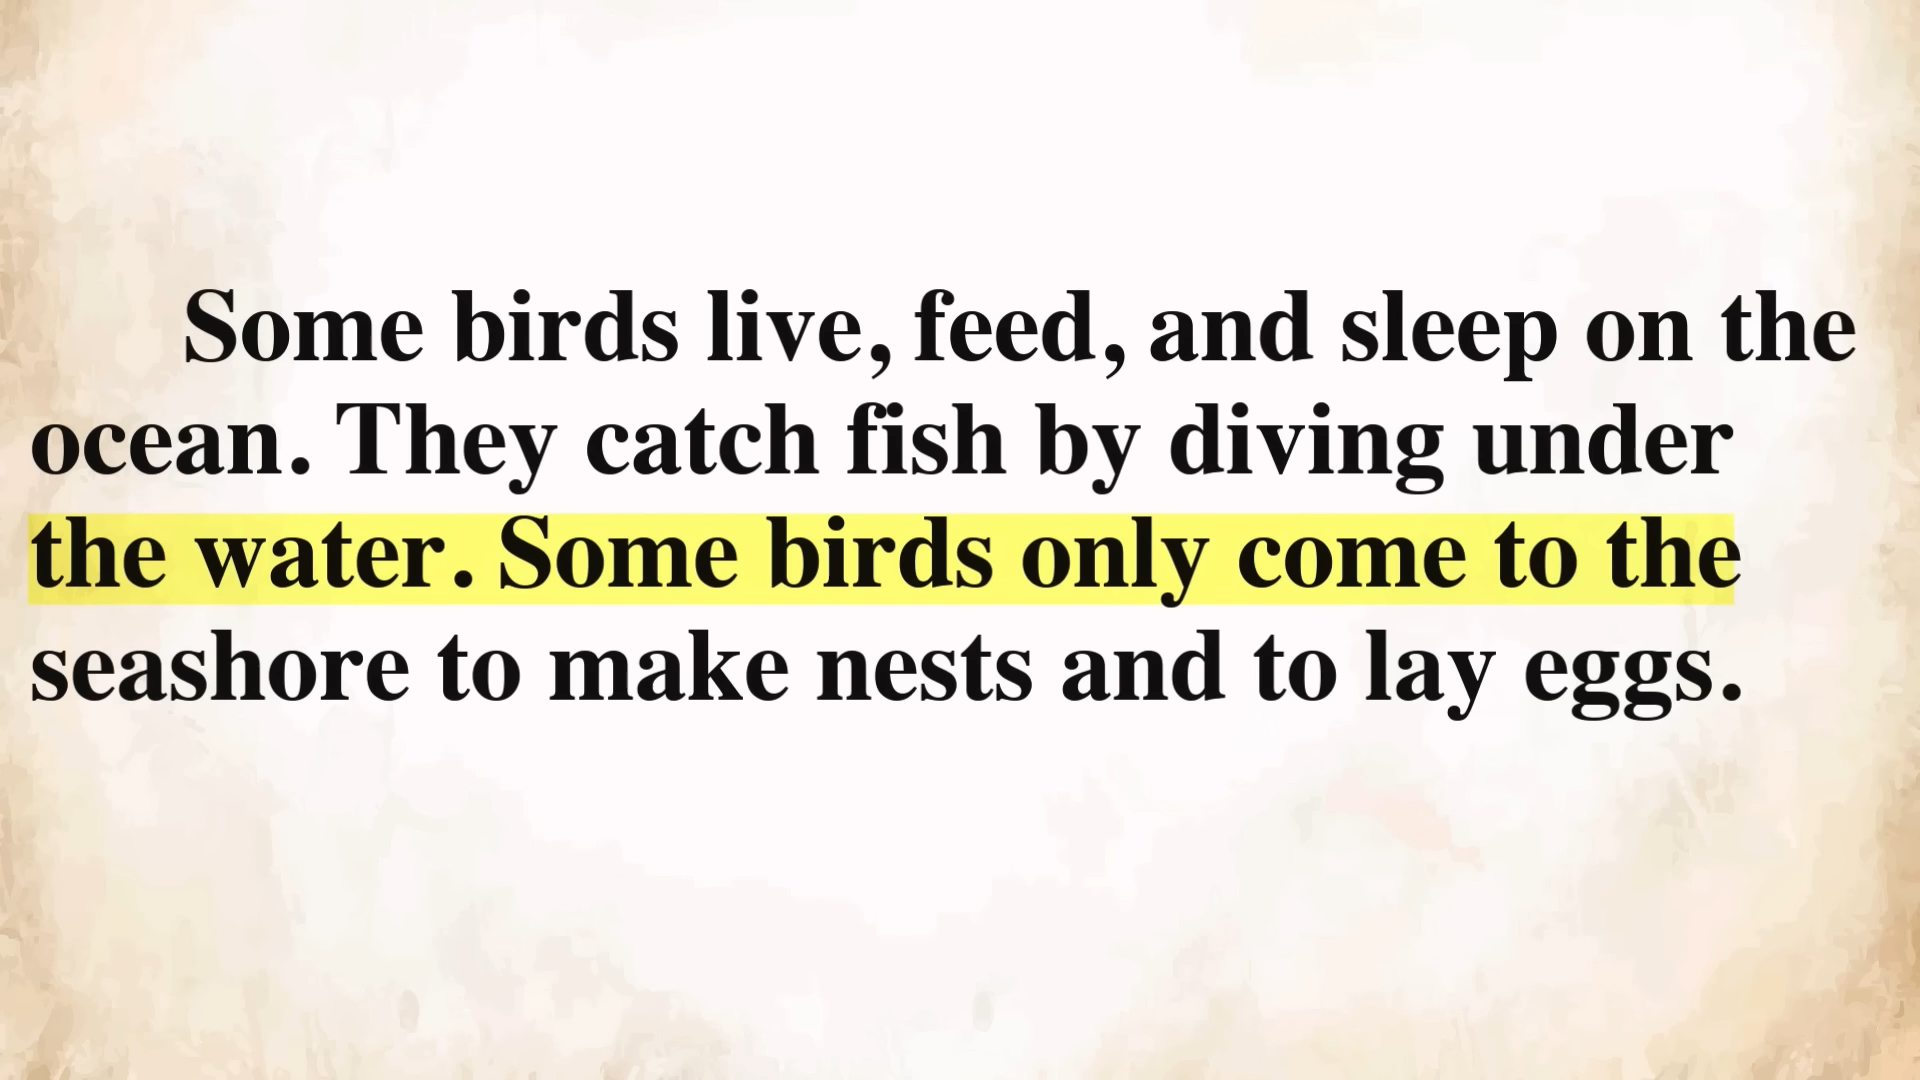 Some birds live, feed, and sleep on the
ocean. They catch fish by diving under
the water. Some birds only come to the
seashore to make nests and to lay eggs.